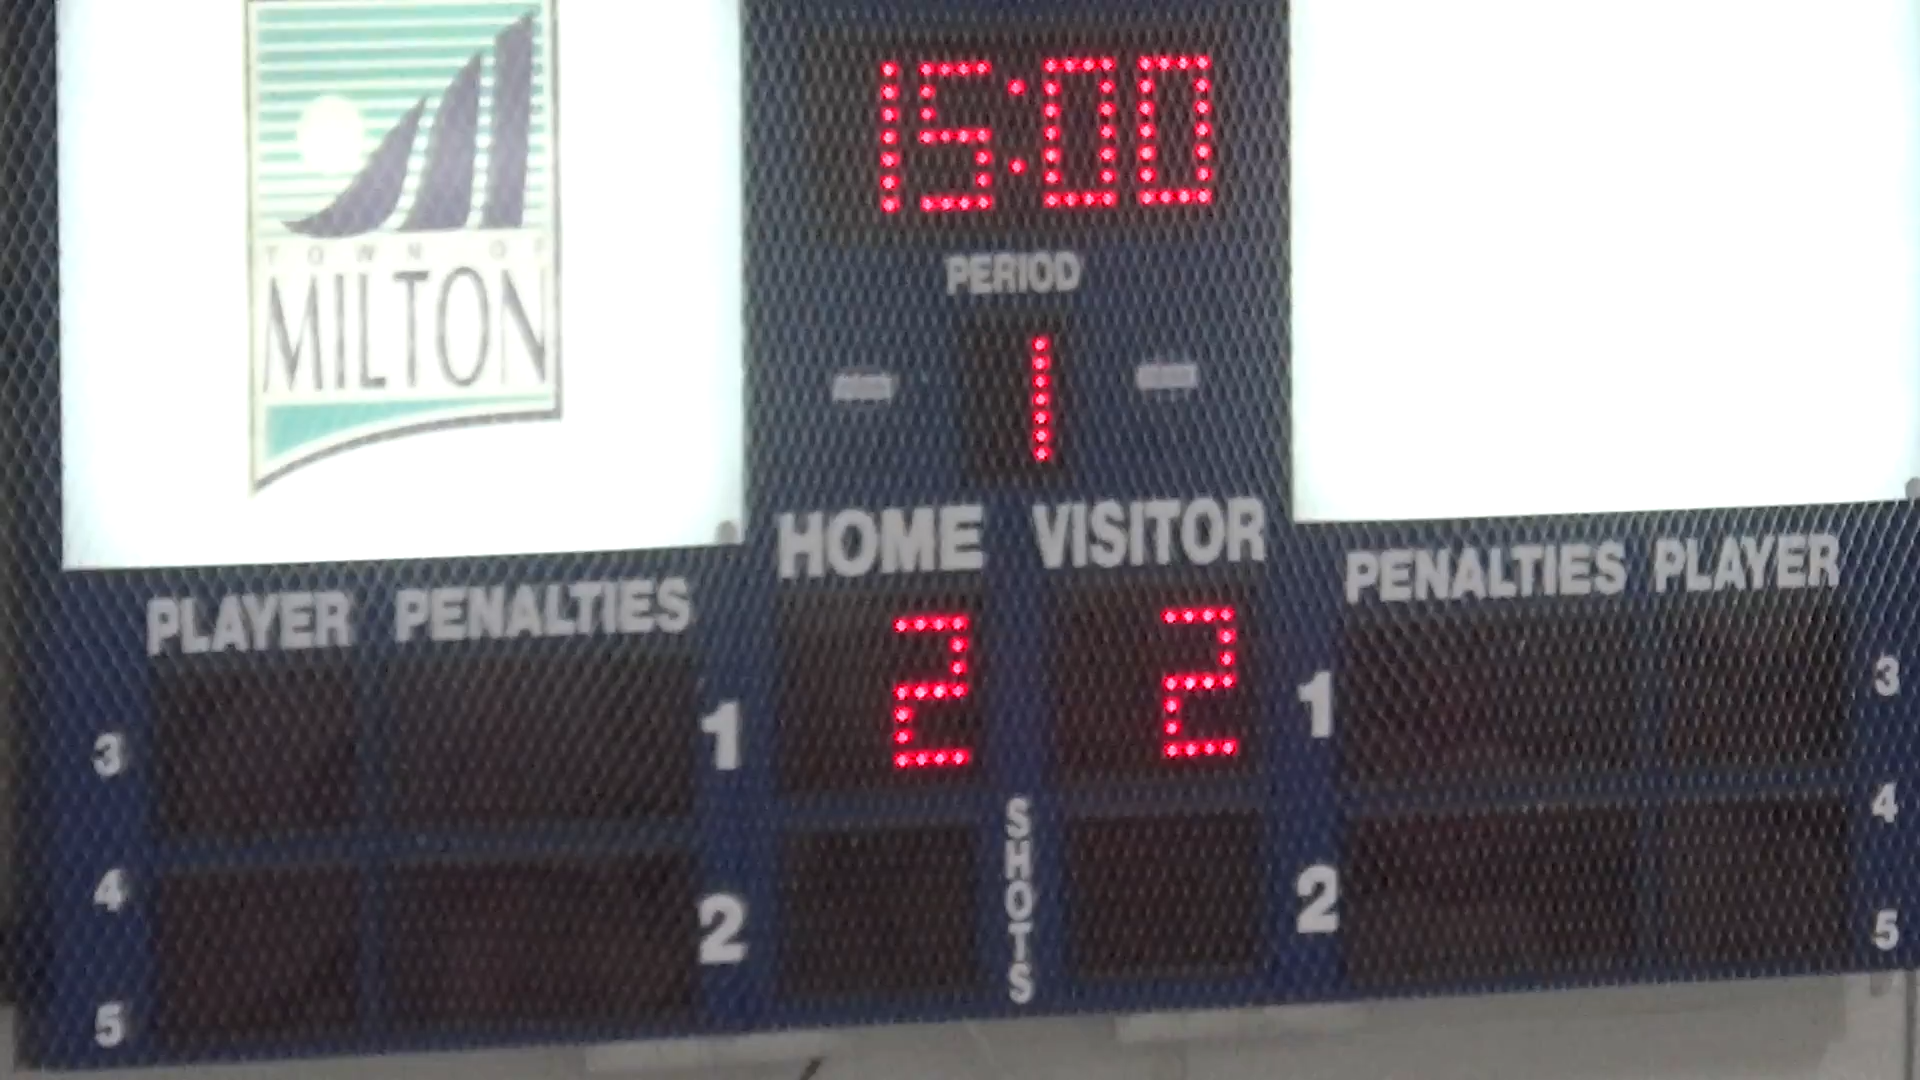 15:00
TOWN OF
MILTON
PERIOD
1
HOME VISITOR
2 2
PLAYER PENALTIES
PENALTIES PLAYER
1 1
3 3
4 4
2 2
5 5
SHOTS